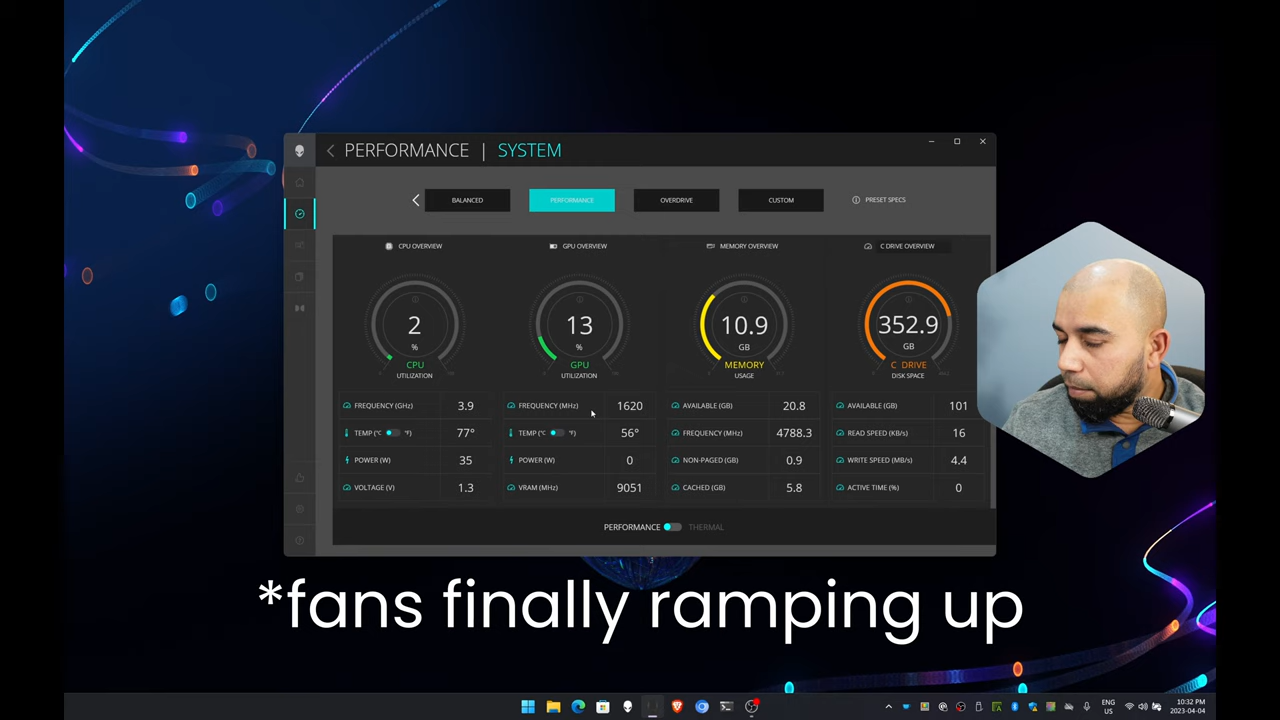 PERFORMANCE | SYSTEM
BALANCED
PERFORMANCE
OVERDRIVE
CUSTOM
PRESET SPECS
CPU OVERVIEW
2
%
CPU
UTILIZATION
FREQUENCY (GHz) 3.9
TEMP (°C °F) 77°
POWER (W) 35
VOLTAGE (V) 1.3
GPU OVERVIEW
13
%
GPU
UTILIZATION
FREQUENCY (MHz) 1620
TEMP (°C °F) 56°
POWER (W) 0
VRAM (MHz) 9051
MEMORY OVERVIEW
10.9
GB
MEMORY
USAGE
AVAILABLE (GB) 20.8
FREQUENCY (MHz) 4788.3
NON-PAGED (GB) 0.9
CACHED (GB) 5.8
C DRIVE OVERVIEW
352.9
GB
C DRIVE
DISK SPACE
AVAILABLE (GB) 101
READ SPEED (KB/s) 16
WRITE SPEED (MB/s) 4.4
ACTIVE TIME (%) 0
PERFORMANCE THERMAL
*fans finally ramping up
ENG
US
10:32 PM
2023-04-04